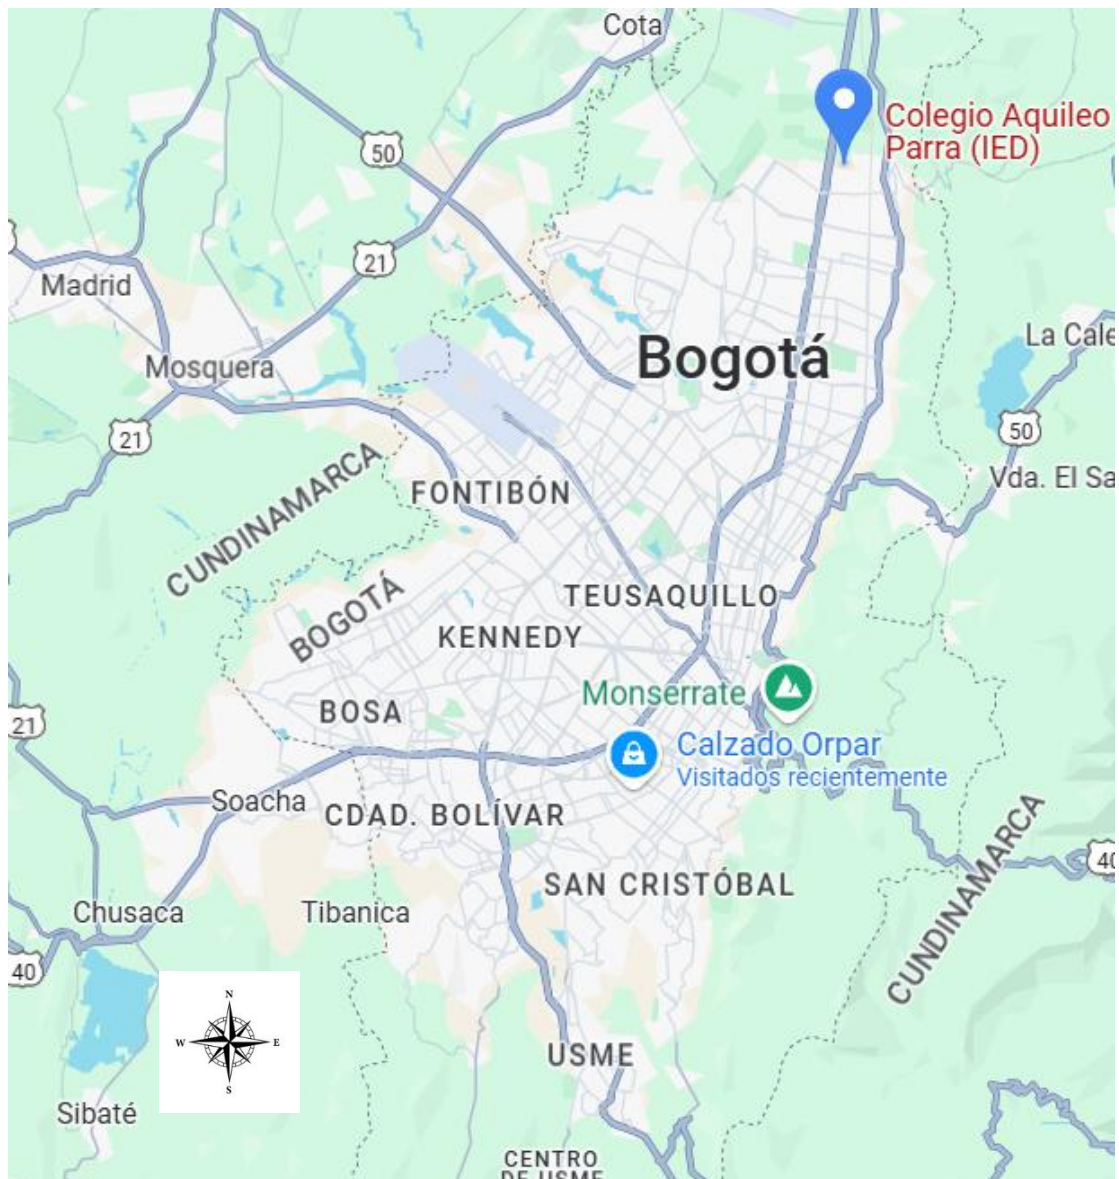 Cota
Colegio Aquileo
Parra (IED)
50
21
Madrid
Mosquera
Bogotá
La Cale
21
50
Vda. El Sa
FONTIBÓN
CUNDINAMARCA
BOGOTÁ
TEUSAQUILLO
KENNEDY
Monserrate
BOSA
21
Calzado Orpar
Visitados recientemente
Soacha
CDAD. BOLÍVAR
CUNDINAMARCA
40
SAN CRISTÓBAL
Chusaca
Tibanica
40
N
W
E
S
USME
Sibaté
CENTRO
DE USME